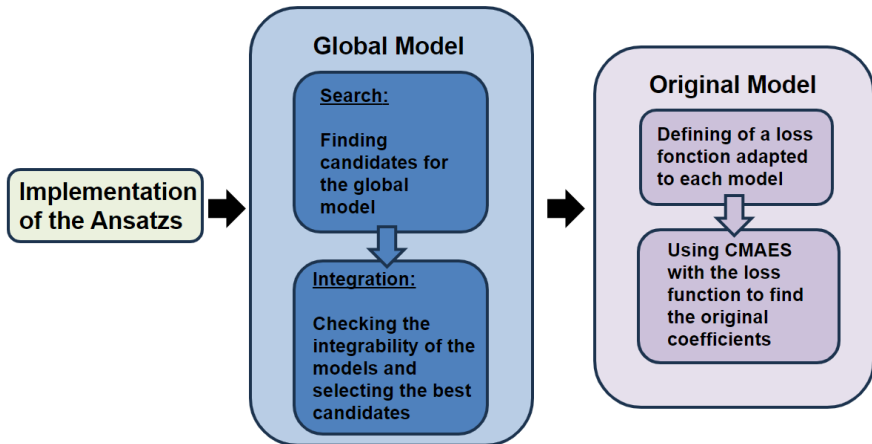 Implementation
of the Ansatzs
Global Model
Search:
Finding
candidates for
the global
model
Integration:
Checking the
integrability of the
models and
selecting the best
candidates
Original Model
Defining of a loss
fonction adapted
to each model
Using CMAES
with the loss
function to find
the original
coefficients